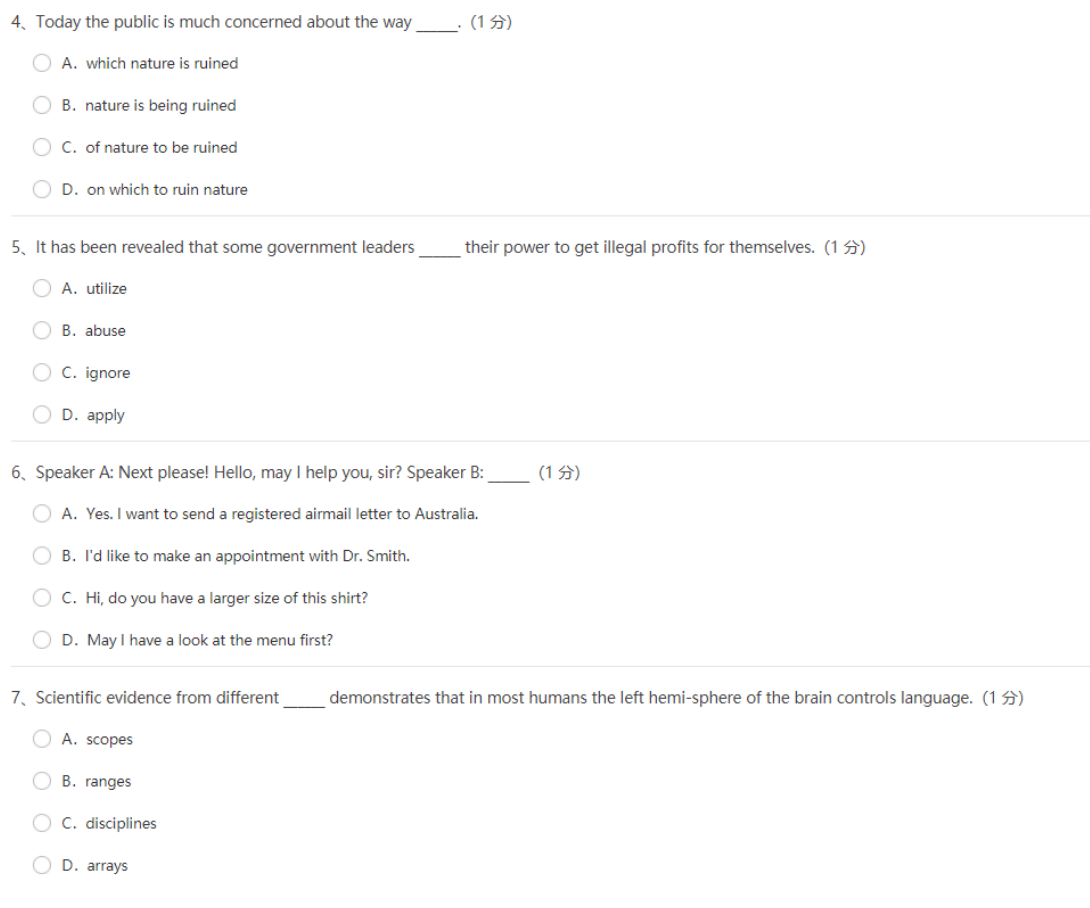 4、Today the public is much concerned about the way _____. (1 分)
A. which nature is ruined
B. nature is being ruined
C. of nature to be ruined
D. on which to ruin nature
5、It has been revealed that some government leaders _____ their power to get illegal profits for themselves. (1 分)
A. utilize
B. abuse
C. ignore
D. apply
6、Speaker A: Next please! Hello, may I help you, sir? Speaker B: _____ (1 分)
A. Yes. I want to send a registered airmail letter to Australia.
B. I'd like to make an appointment with Dr. Smith.
C. Hi, do you have a larger size of this shirt?
D. May I have a look at the menu first?
7、Scientific evidence from different _____ demonstrates that in most humans the left hemi-sphere of the brain controls language. (1 分)
A. scopes
B. ranges
C. disciplines
D. arrays